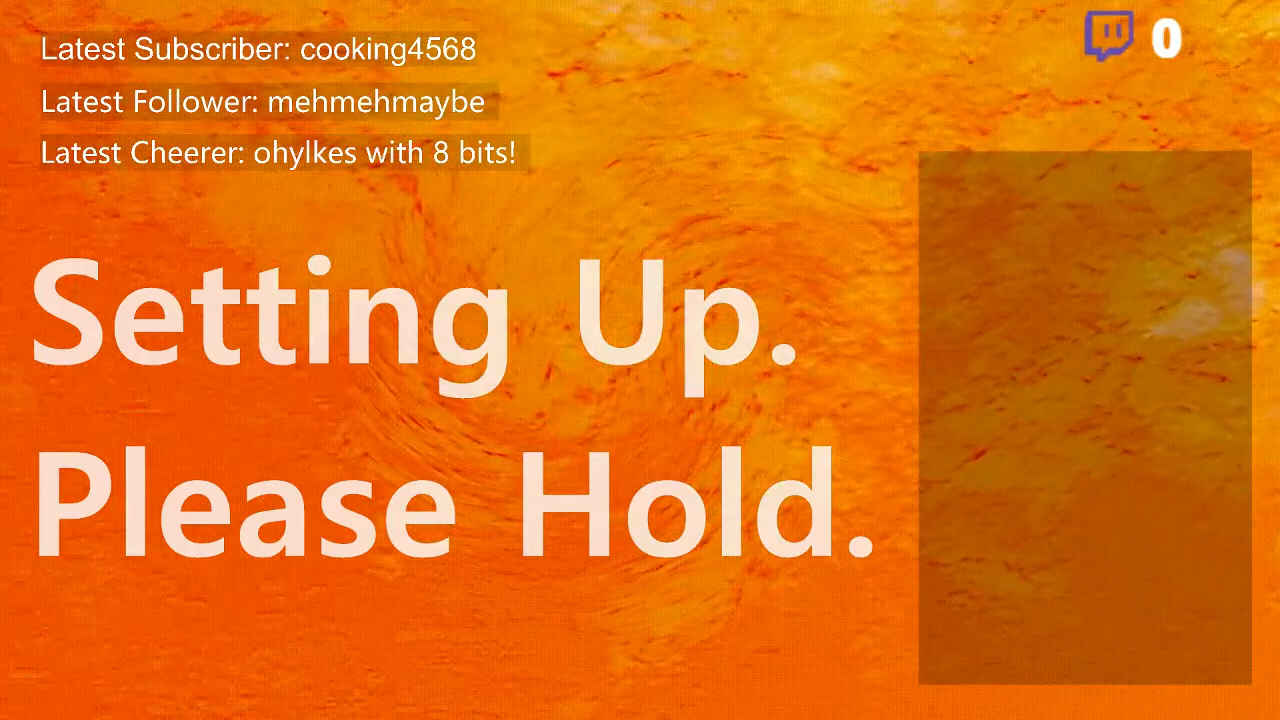 Latest Subscriber: cooking4568
Latest Follower: mehmehmaybe
Latest Cheerer: ohylkes with 8 bits!
0
Setting Up.
Please Hold.